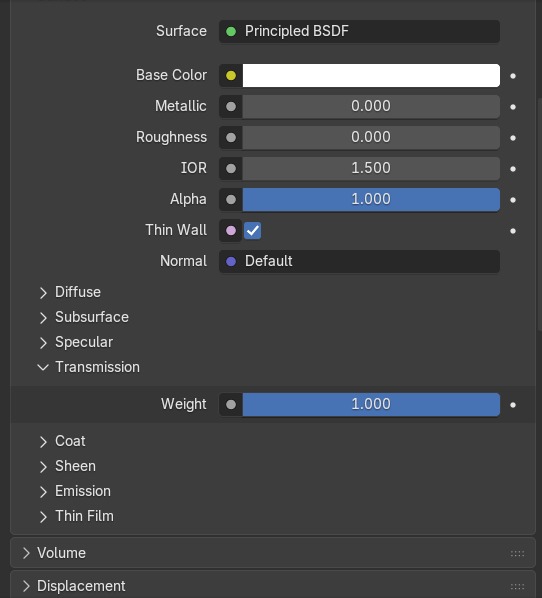 Surface Principled BSDF
Base Color
Metallic 0.000
Roughness 0.000
IOR 1.500
Alpha 1.000
Thin Wall
Normal Default
Diffuse
Subsurface
Specular
Transmission
Weight 1.000
Coat
Sheen
Emission
Thin Film
Volume
Displacement